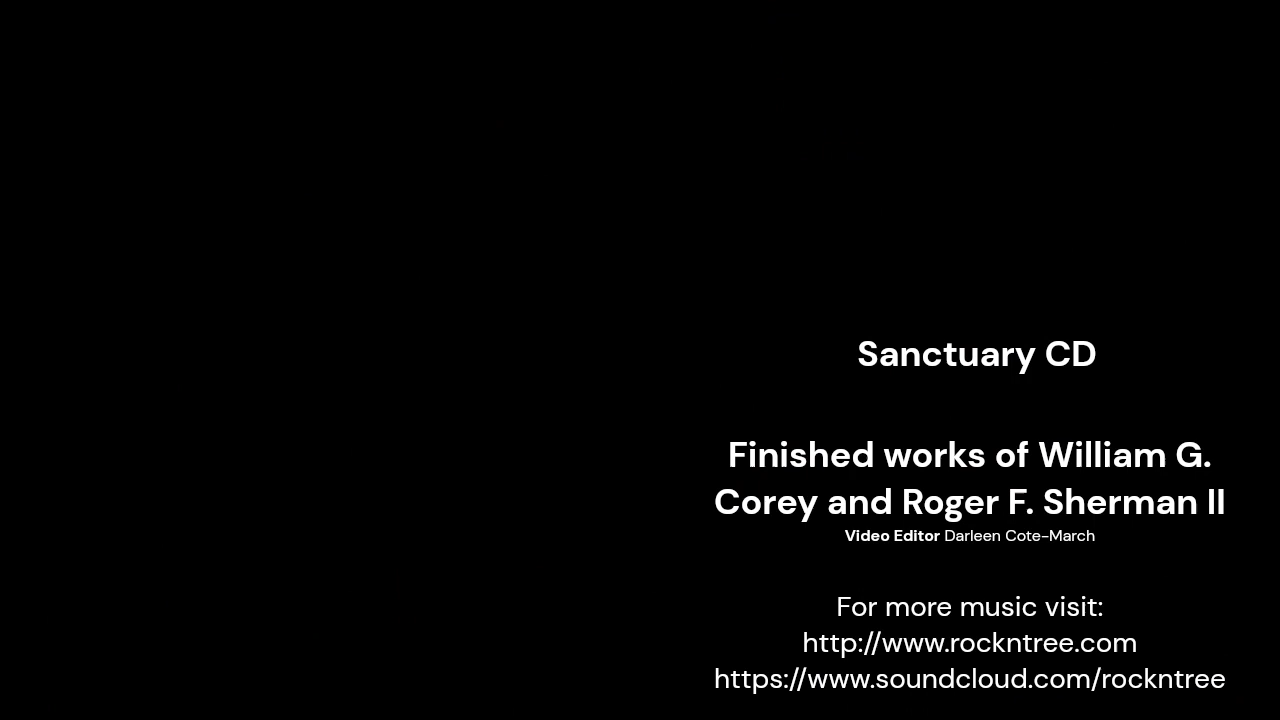 Sanctuary CD
Finished works of William G.
Corey and Roger F. Sherman II
Video Editor Darleen Cote-March
For more music visit:
http://www.rockntree.com
https://www.soundcloud.com/rockntree